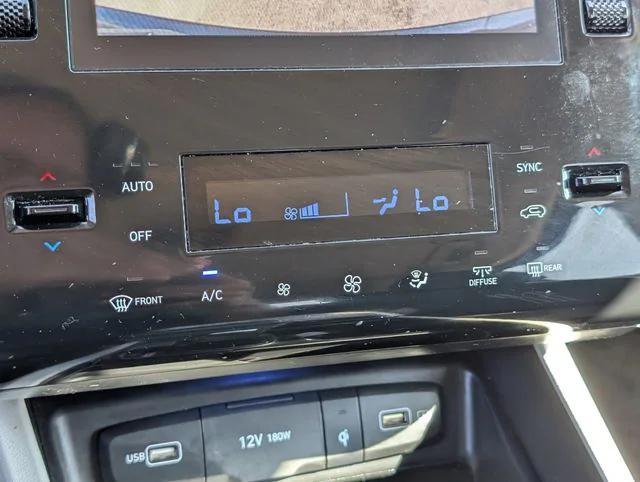 AUTO
SYNC
Lo Lo
OFF
FRONT
A/C
DIFFUSE
REAR
USB
12V 180W